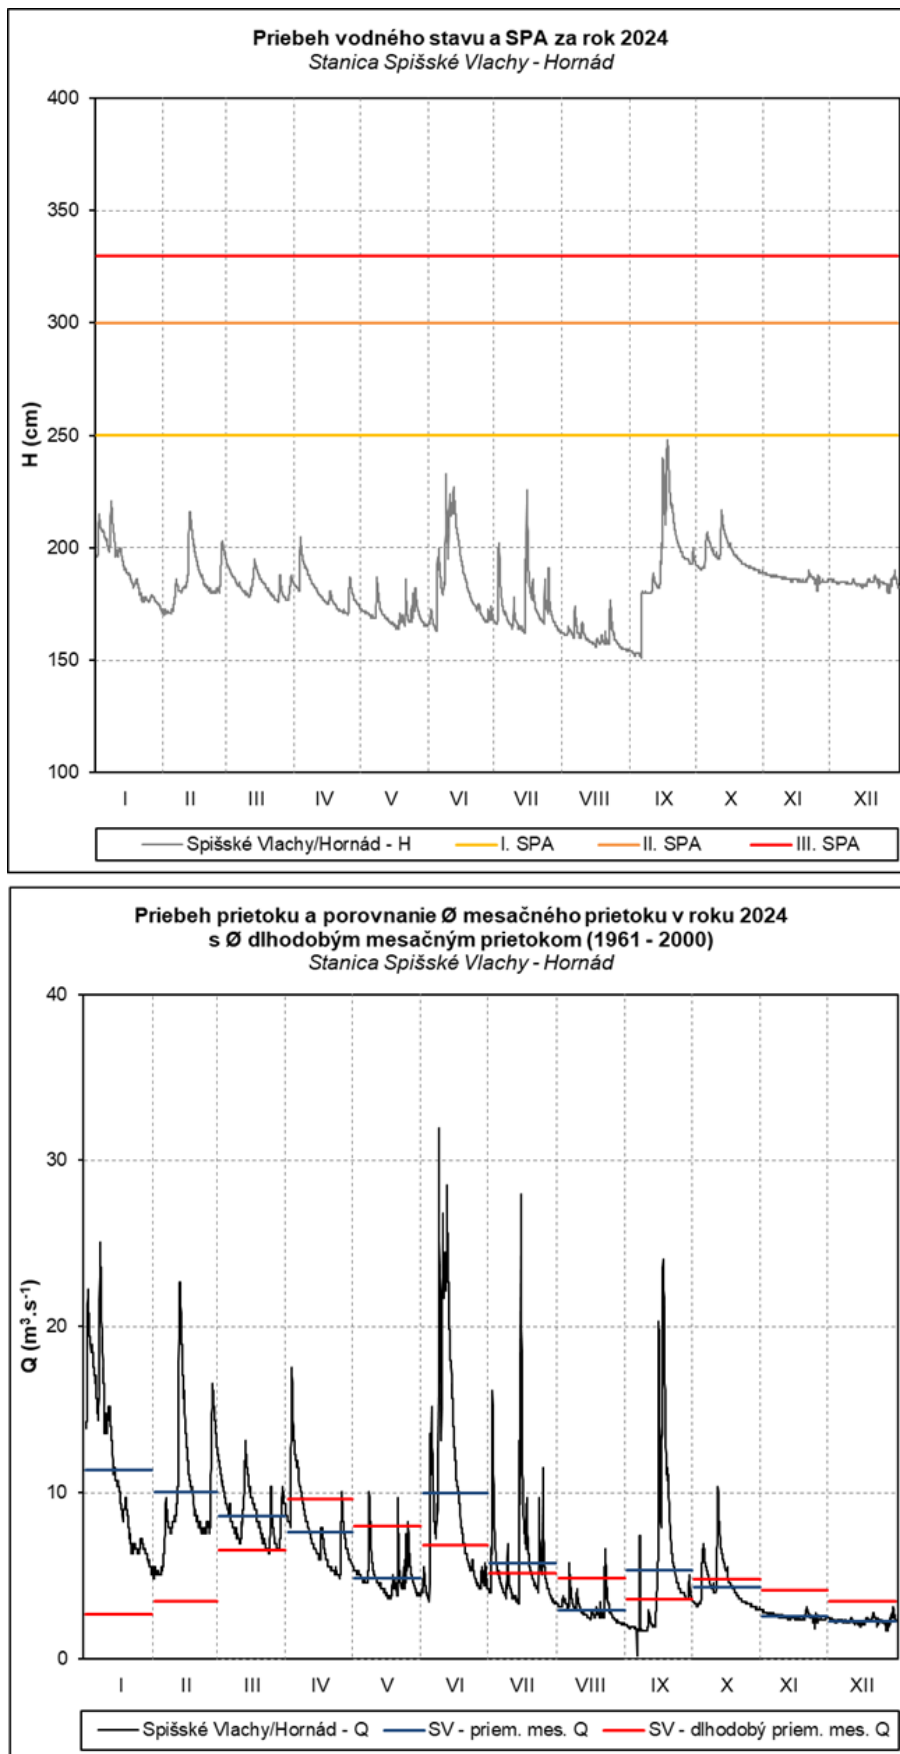 Priebeh vodného stavu a SPA za rok 2024
Stanica Spišské Vlachy - Hornád
400
350
300
250
200
150
100
H (cm)
I II III IV V VI VII VIII IX X XI XII
Spišské Vlachy/Hornád - H I. SPA II. SPA III. SPA
Priebeh prietoku a porovnanie Ø mesačného prietoku v roku 2024
s Ø dlhodobým mesačným prietokom (1961 - 2000)
Stanica Spišské Vlachy - Hornád
40
30
20
10
0
Q (m³.s⁻¹)
I II III IV V VI VII VIII IX X XI XII
Spišské Vlachy/Hornád - Q SV - priem. mes. Q SV - dlhodobý priem. mes. Q